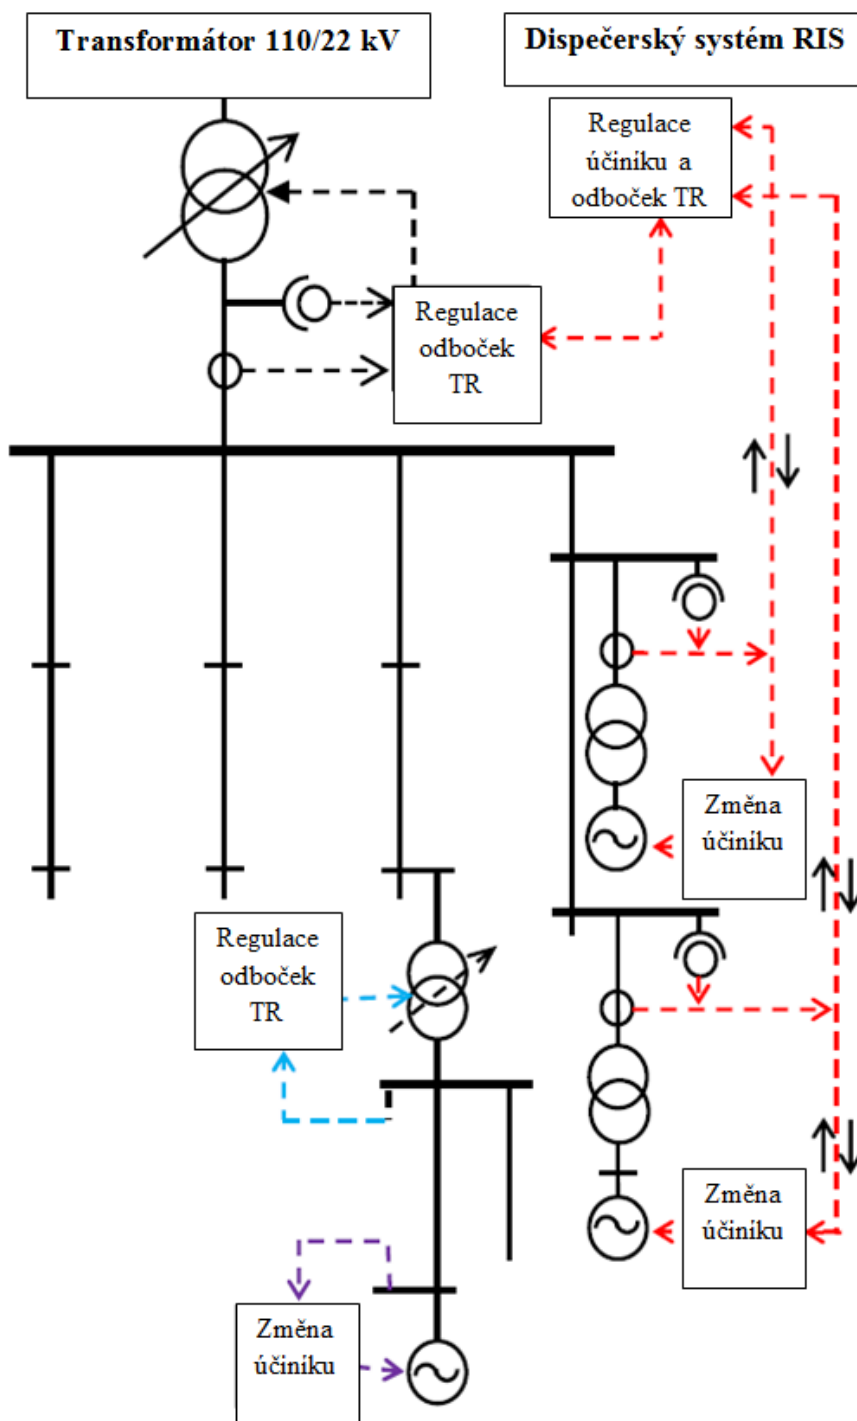 Transformátor 110/22 kV
Dispečerský systém RIS
Regulace
účiníku a
odboček TR
Regulace
odboček
TR
Změna
účiníku
Regulace
odboček
TR
Změna
účiníku
Změna
účiníku